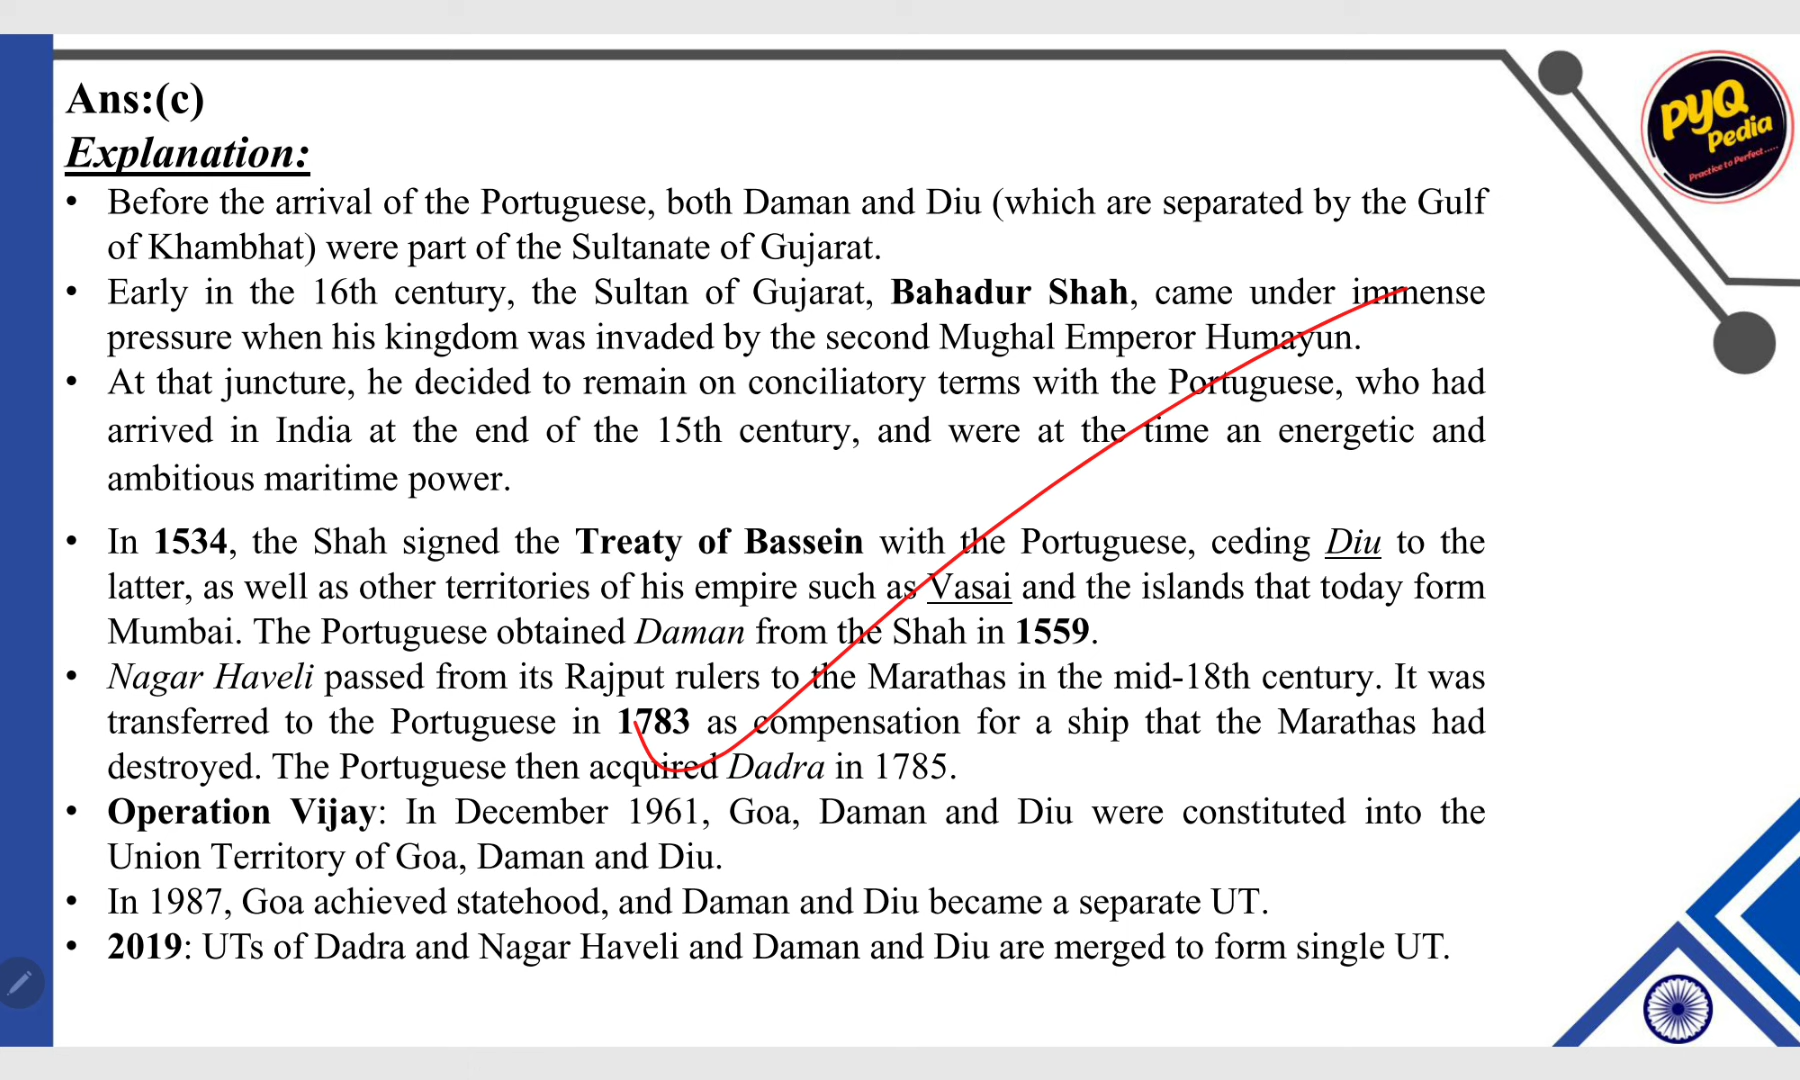 Ans:(c)
Explanation:
• Before the arrival of the Portuguese, both Daman and Diu (which are separated by the Gulf
of Khambhat) were part of the Sultanate of Gujarat.
• Early in the 16th century, the Sultan of Gujarat, Bahadur Shah, came under immense
pressure when his kingdom was invaded by the second Mughal Emperor Humayun.
• At that juncture, he decided to remain on conciliatory terms with the Portuguese, who had
arrived in India at the end of the 15th century, and were at the time an energetic and
ambitious maritime power.
• In 1534, the Shah signed the Treaty of Bassein with the Portuguese, ceding Diu to the
latter, as well as other territories of his empire such as Vasai and the islands that today form
Mumbai. The Portuguese obtained Daman from the Shah in 1559.
• Nagar Haveli passed from its Rajput rulers to the Marathas in the mid-18th century. It was
transferred to the Portuguese in 1783 as compensation for a ship that the Marathas had
destroyed. The Portuguese then acquired Dadra in 1785.
• Operation Vijay: In December 1961, Goa, Daman and Diu were constituted into the
Union Territory of Goa, Daman and Diu.
• In 1987, Goa achieved statehood, and Daman and Diu became a separate UT.
• 2019: UTs of Dadra and Nagar Haveli and Daman and Diu are merged to form single UT.
PYQ
Pedia
Practice to Perfect.....